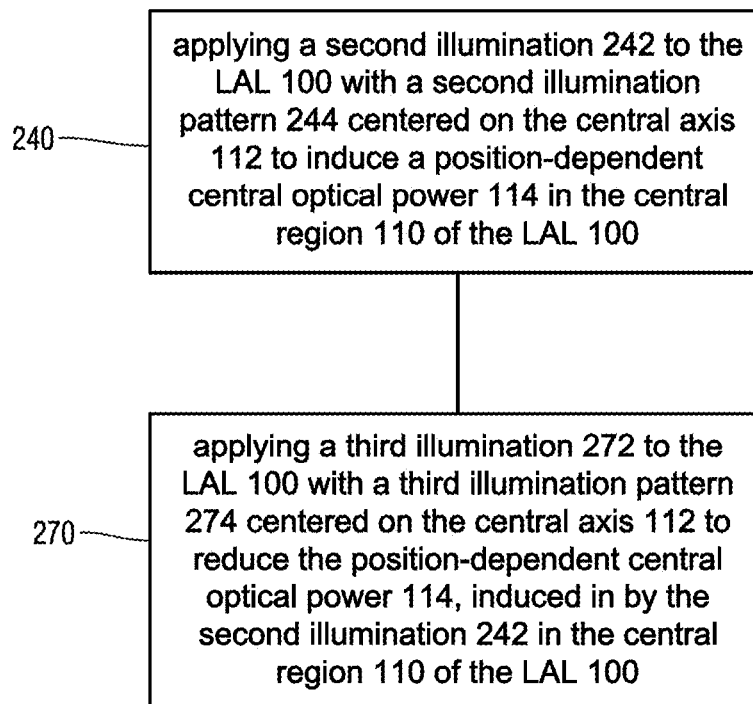 applying a second illumination 242 to the
LAL 100 with a second illumination
pattern 244 centered on the central axis
112 to induce a position-dependent
central optical power 114 in the central
region 110 of the LAL 100
240
applying a third illumination 272 to the
LAL 100 with a third illumination pattern
274 centered on the central axis 112 to
reduce the position-dependent central
optical power 114, induced in by the
second illumination 242 in the central
region 110 of the LAL 100
270